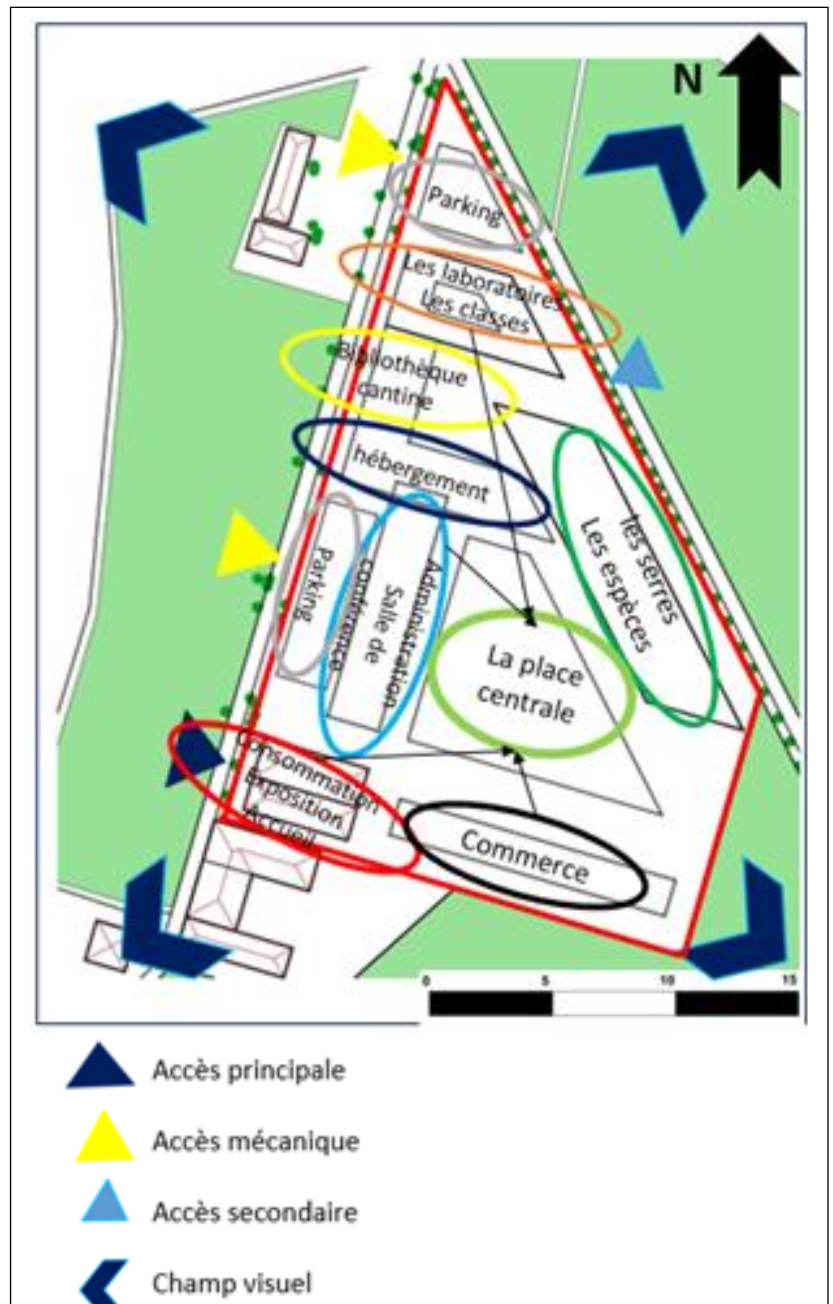 N
Parking
Les laboratoires
Les classes
Bibliothèque
cantine
hébergement
Parking
Administration
Salle de
conférence
les serres
Les espèces
La place
centrale
Consommation
Exposition
Accueil
Commerce
0 5 10 15
Accès principale
Accès mécanique
Accès secondaire
Champ visuel